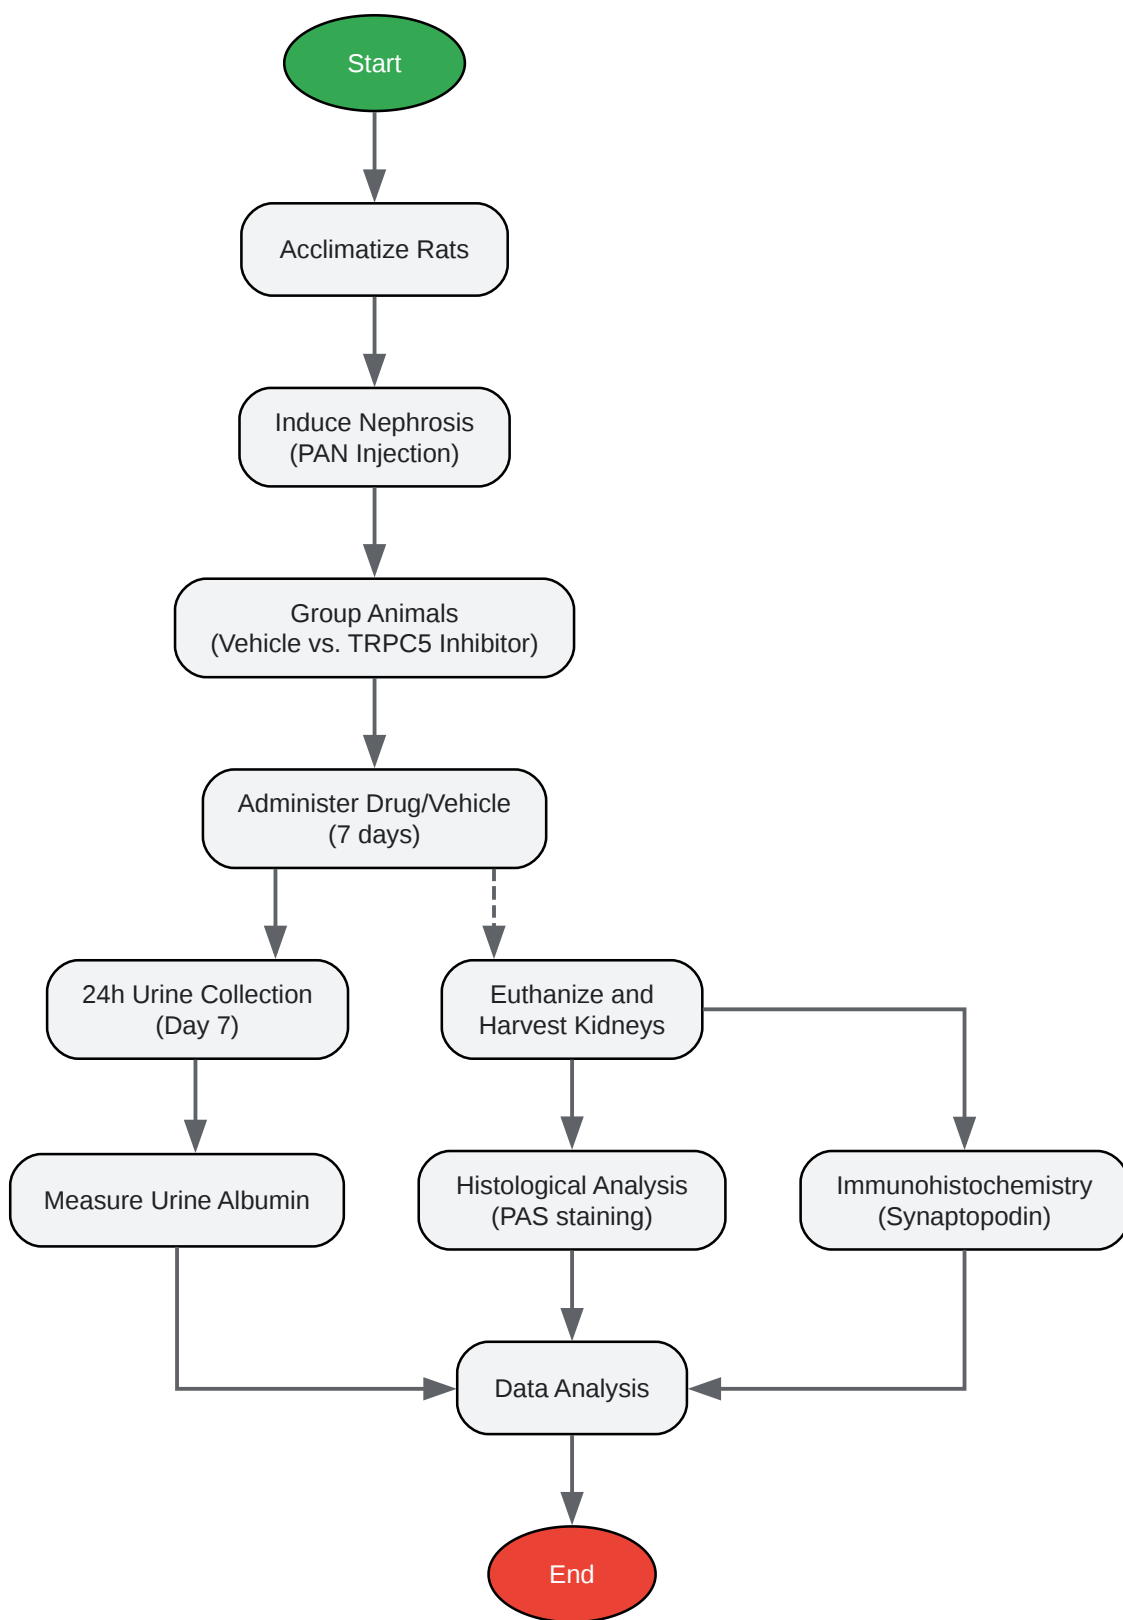 Start
Acclimatize Rats
Induce Nephrosis
(PAN Injection)
Group Animals
(Vehicle vs. TRPC5 Inhibitor)
Administer Drug/Vehicle
(7 days)
24h Urine Collection
(Day 7)
Euthanize and
Harvest Kidneys
Measure Urine Albumin
Histological Analysis
(PAS staining)
Immunohistochemistry
(Synaptopodin)
Data Analysis
End